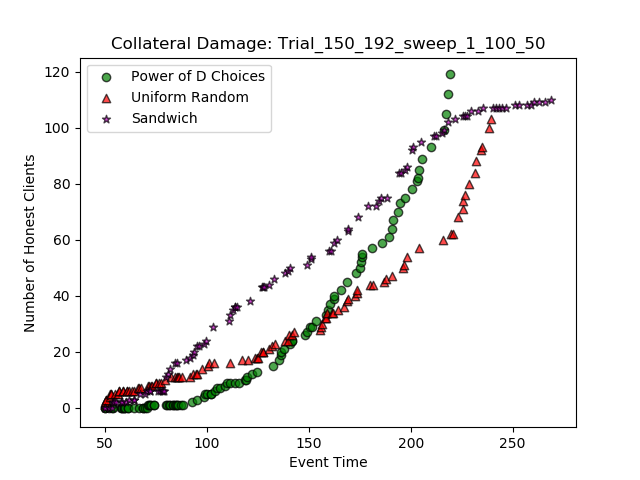 Collateral Damage: Trial_150_192_sweep_1_100_50
Number of Honest Clients
120
100
80
60
40
20
0
Power of D Choices
Uniform Random
Sandwich
50 100 150 200 250
Event Time